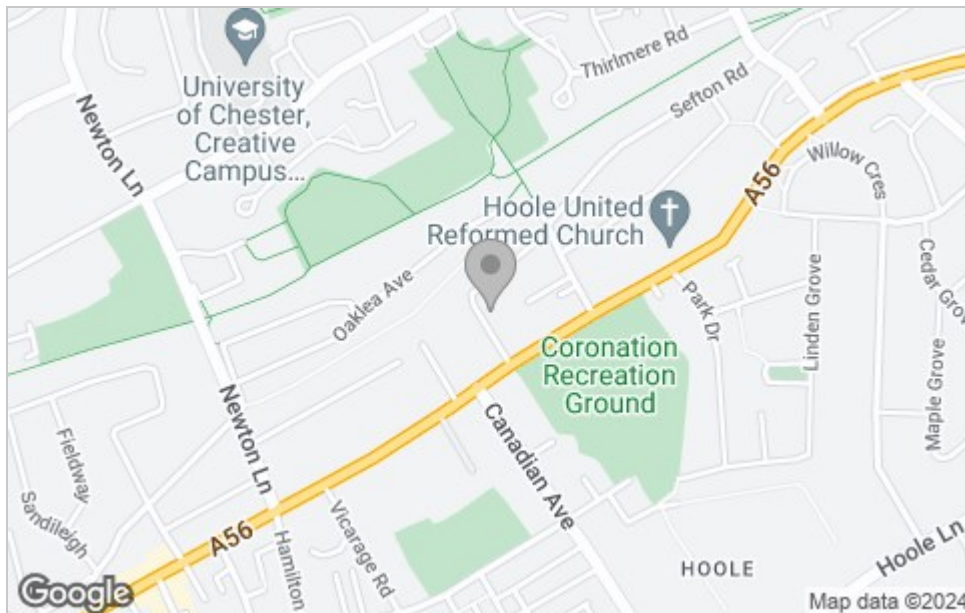 University
of Chester,
Creative
Campus...
Thirlmere Rd
Sefton Rd
Newton Ln
A56
Willow Cres
Hoole United
Reformed Church
Oaklea Ave
Park Dr
Linden Grove
Cedar Grov
Maple Grove
Coronation
Recreation
Ground
Canadian Ave
Newton Ln
Fieldway
Sandileigh
A56
Hamilton
Vicarage Rd
HOOLE
Hoole Ln
Google
Map data ©2024